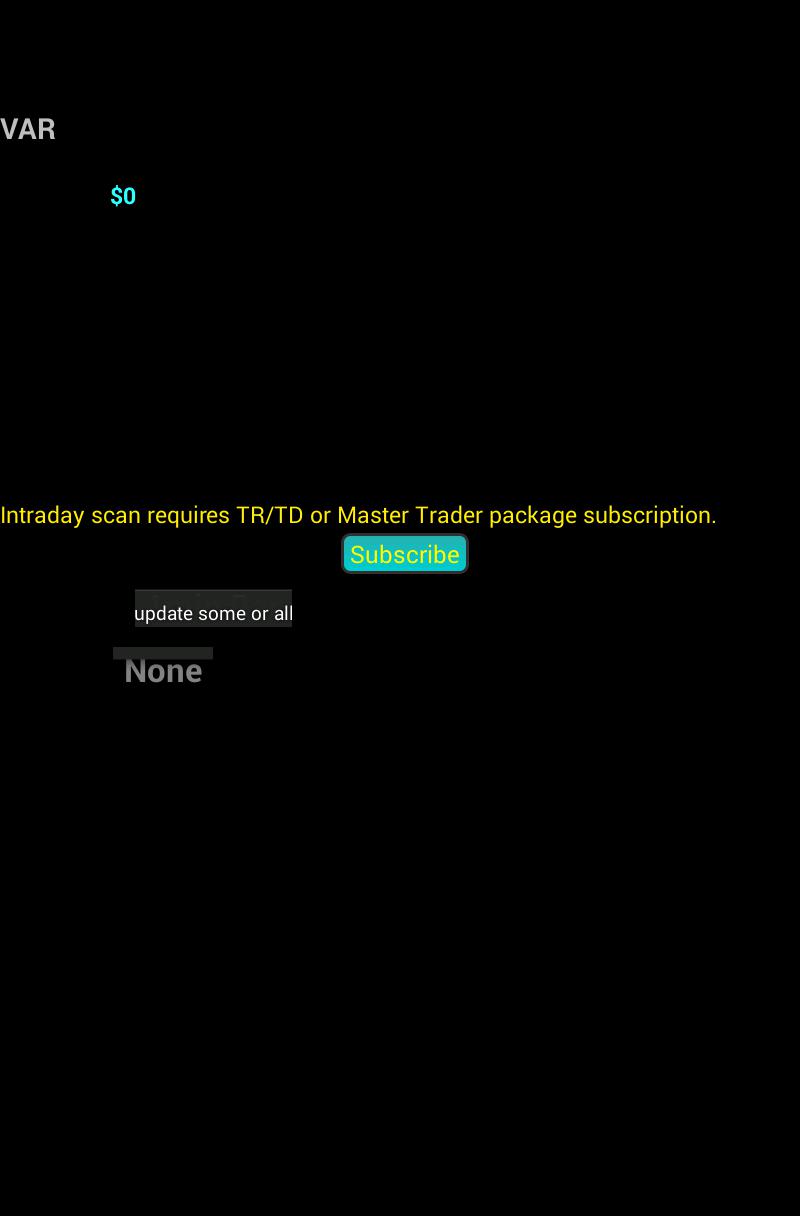 VAR
$0
Intraday scan requires TR/TD or Master Trader package subscription.
Subscribe
update some or all
None